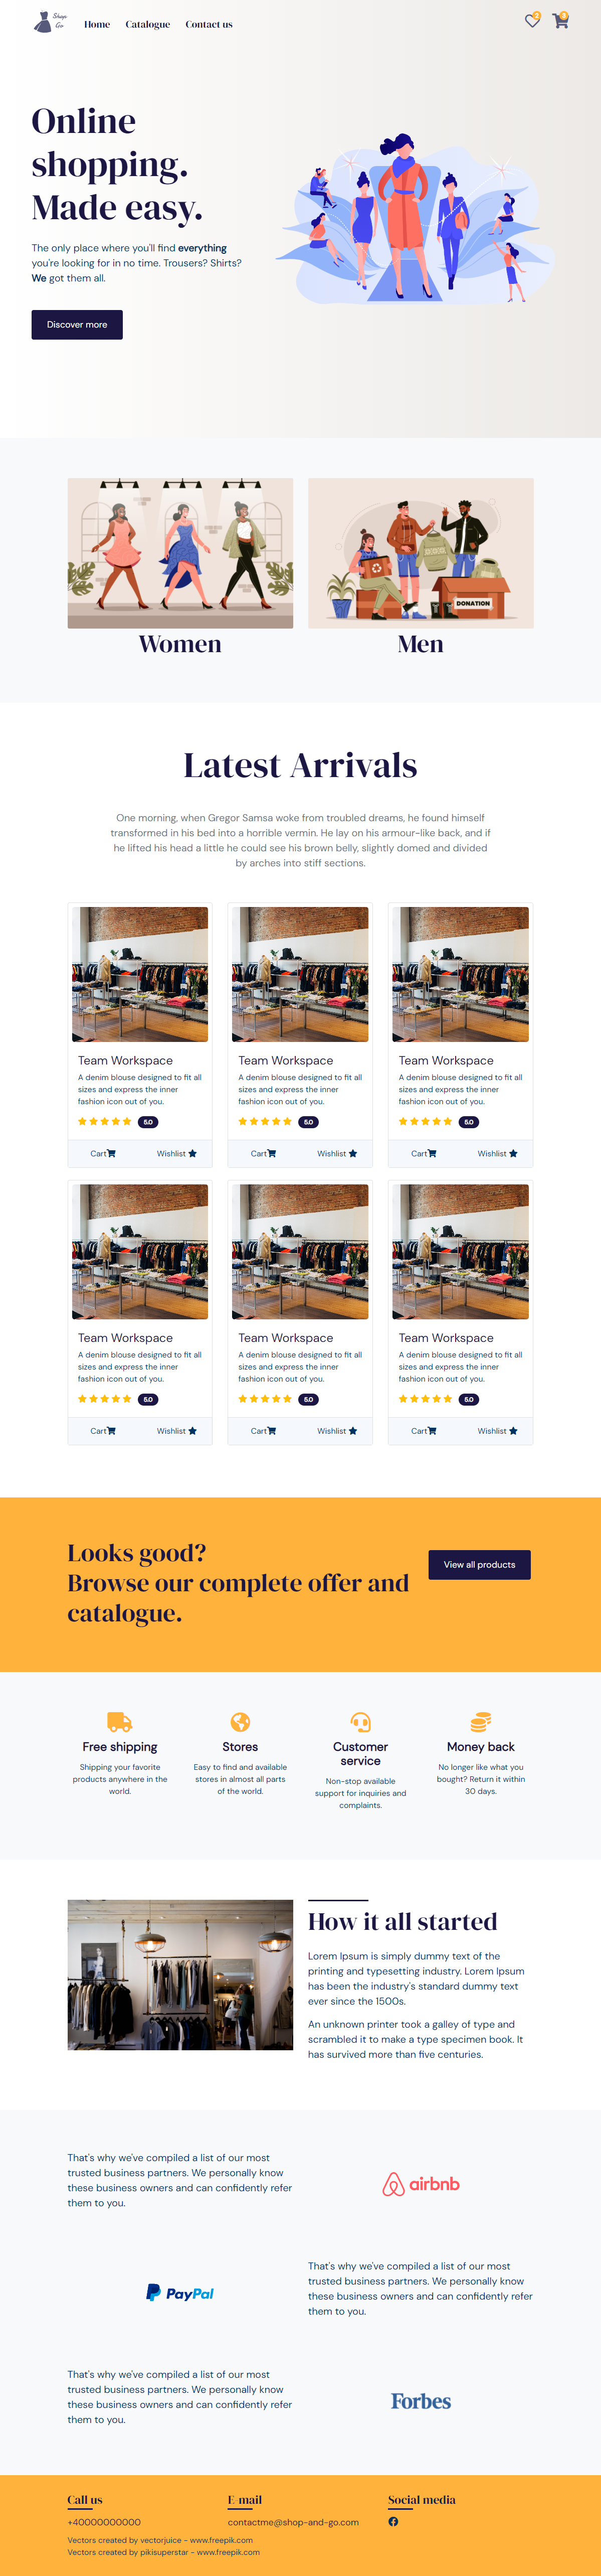 Shop
Go
Home Catalogue Contact us
Online
shopping.
Made easy.
The only place where you'll find everything
you're looking for in no time. Trousers? Shirts?
We got them all.
Discover more
DONATION
Women Men
Latest Arrivals
One morning, when Gregor Samsa woke from troubled dreams, he found himself
transformed in his bed into a horrible vermin. He lay on his armour-like back, and if
he lifted his head a little he could see his brown belly, slightly domed and divided
by arches into stiff sections.
Team Workspace
A denim blouse designed to fit all
sizes and express the inner
fashion icon out of you.
5.0
Cart Wishlist
Team Workspace
A denim blouse designed to fit all
sizes and express the inner
fashion icon out of you.
5.0
Cart Wishlist
Team Workspace
A denim blouse designed to fit all
sizes and express the inner
fashion icon out of you.
5.0
Cart Wishlist
Team Workspace
A denim blouse designed to fit all
sizes and express the inner
fashion icon out of you.
5.0
Cart Wishlist
Team Workspace
A denim blouse designed to fit all
sizes and express the inner
fashion icon out of you.
5.0
Cart Wishlist
Team Workspace
A denim blouse designed to fit all
sizes and express the inner
fashion icon out of you.
5.0
Cart Wishlist
Looks good?
Browse our complete offer and
catalogue.
View all products
Free shipping
Shipping your favorite
products anywhere in the
world.
Stores
Easy to find and available
stores in almost all parts
of the world.
Customer
service
Non-stop available
support for inquiries and
complaints.
Money back
No longer like what you
bought? Return it within
30 days.
How it all started
Lorem Ipsum is simply dummy text of the
printing and typesetting industry. Lorem Ipsum
has been the industry's standard dummy text
ever since the 1500s.
An unknown printer took a galley of type and
scrambled it to make a type specimen book. It
has survived more than five centuries.
That's why we've compiled a list of our most
trusted business partners. We personally know
these business owners and can confidently refer
them to you.
airbnb
PayPal
That's why we've compiled a list of our most
trusted business partners. We personally know
these business owners and can confidently refer
them to you.
That's why we've compiled a list of our most
trusted business partners. We personally know
these business owners and can confidently refer
them to you.
Forbes
Call us
+40000000000
E-mail
contactme@shop-and-go.com
Social media
Vectors created by vectorjuice - www.freepik.com
Vectors created by pikisuperstar - www.freepik.com